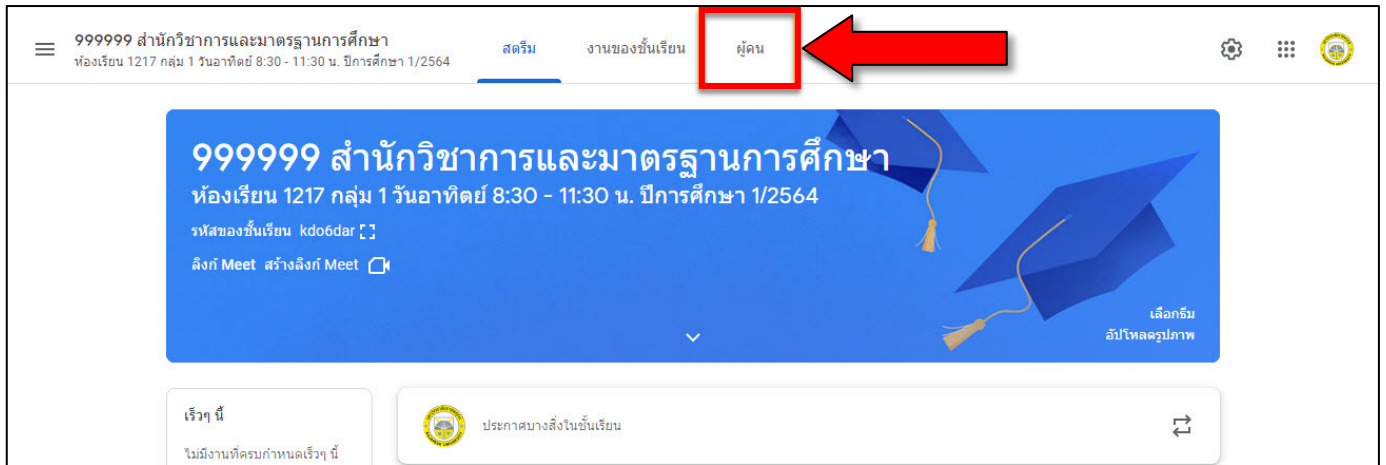 999999 สำนักวิชาการและมาตรฐานการศึกษา
ห้องเรียน 1217 กลุ่ม 1 วันอาทิตย์ 8:30 - 11:30 น. ปีการศึกษา 1/2564
สตรีม
งานของชั้นเรียน
ผู้คน
999999 สำนักวิชาการและมาตรฐานการศึกษา
ห้องเรียน 1217 กลุ่ม 1 วันอาทิตย์ 8:30 - 11:30 น. ปีการศึกษา 1/2564
รหัสของชั้นเรียน kdo6dar
ลิงก์ Meet สร้างลิงก์ Meet
เลือกธีม
อัปโหลดรูปภาพ
เร็วๆ นี้
ไม่มีงานที่ครบกำหนดเร็วๆ นี้
ประกาศบางสิ่งในชั้นเรียน